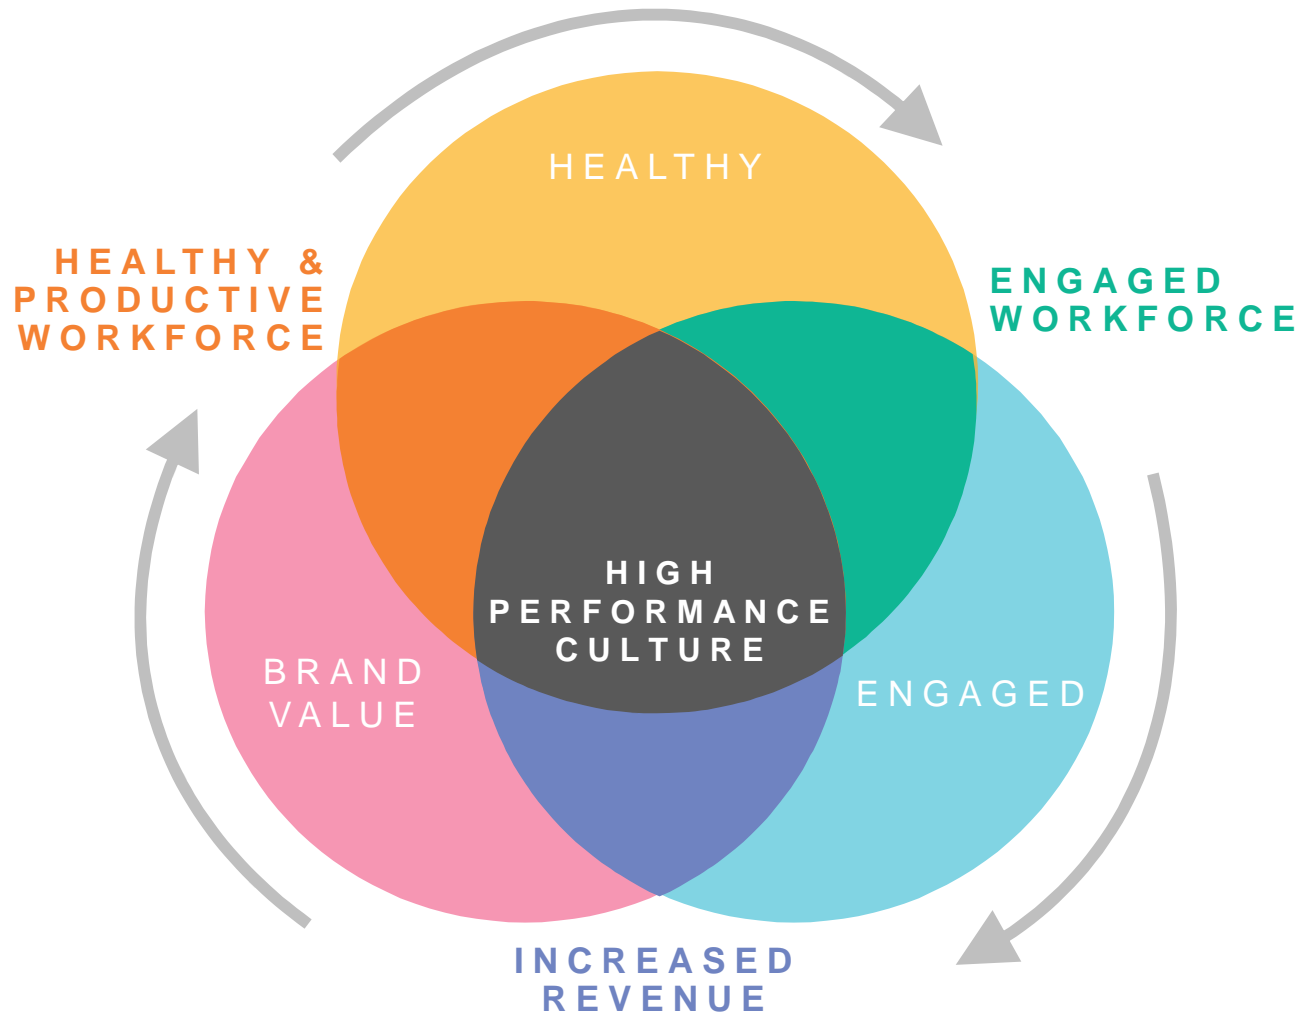 HEALTHY
HEALTHY &
PRODUCTIVE
WORKFORCE
ENGAGED
WORKFORCE
HIGH
PERFORMANCE
CULTURE
BRAND
VALUE
ENGAGED
INCREASED
REVENUE